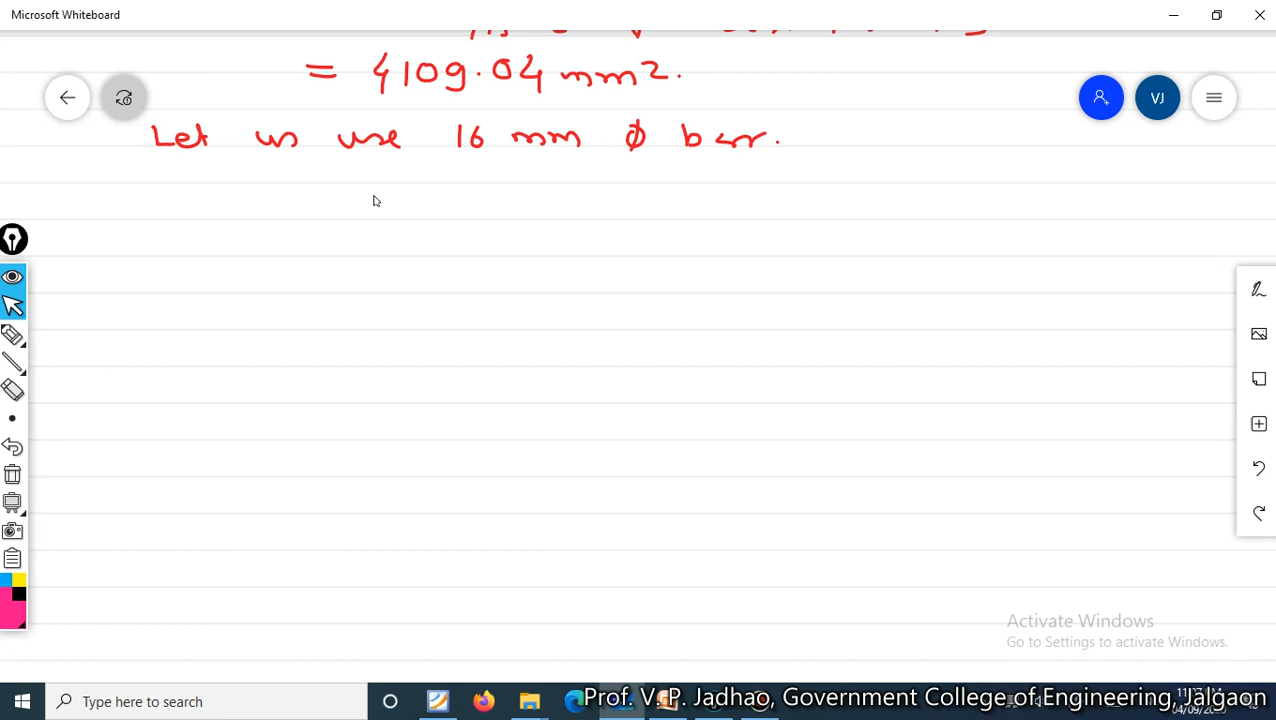 Microsoft Whiteboard
= 4109.04 mm².
VJ
Let us use 16 mm ϕ bar.
Activate Windows
Go to Settings to activate Windows.
Type here to search
Prof. V. P. Jadhao, Government College of Engineering, Jalgaon